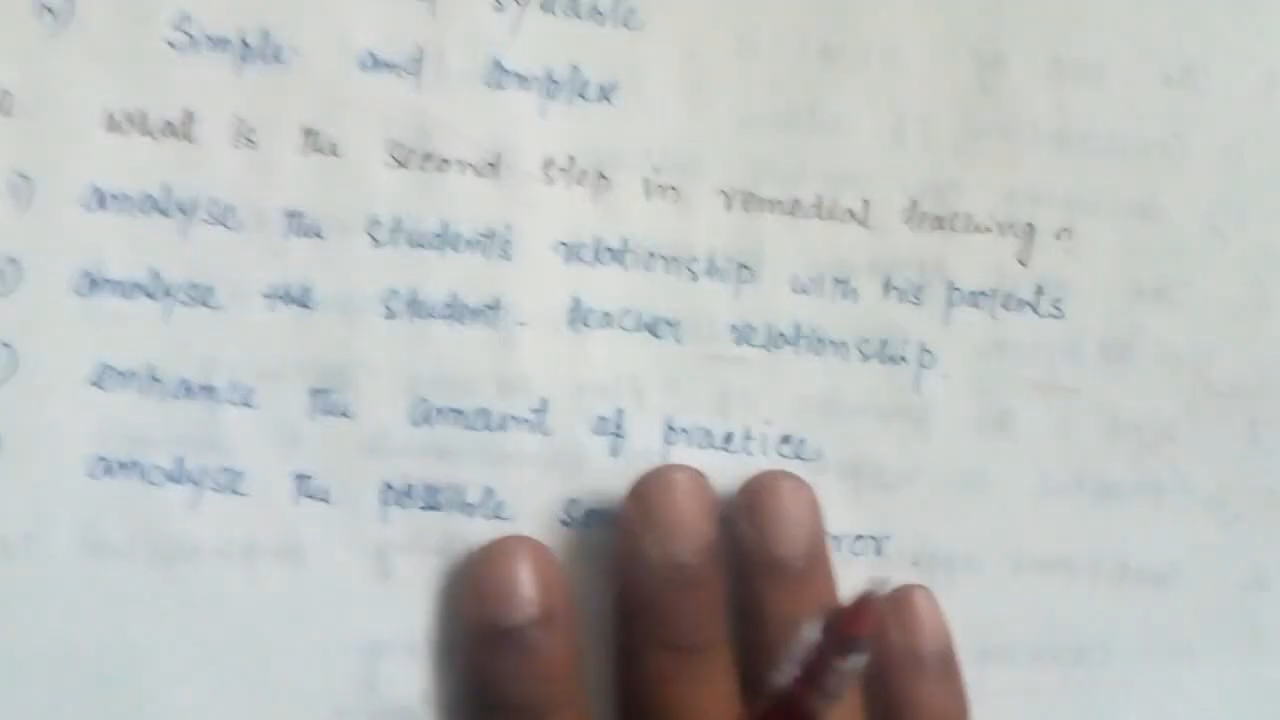 syllable
Simple and complex
what is the second step in remedial teaching
analyse the student's relationship with his parents
analyse the student - teacher relationship.
enhance the amount of practice
analyse the possible